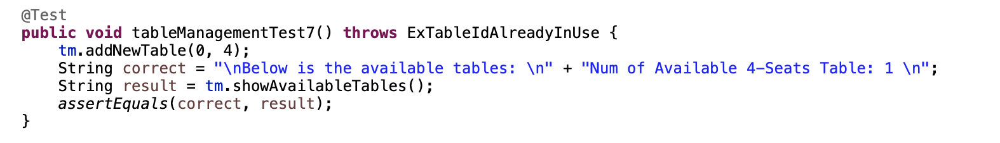 @Test
public void tableManagementTest7() throws ExTableIdAlreadyInUse {
    tm.addNewTable(0, 4);
    String correct = "\nBelow is the available tables: \n" + "Num of Available 4-Seats Table: 1 \n";
    String result = tm.showAvailableTables();
    assertEquals(correct, result);
}